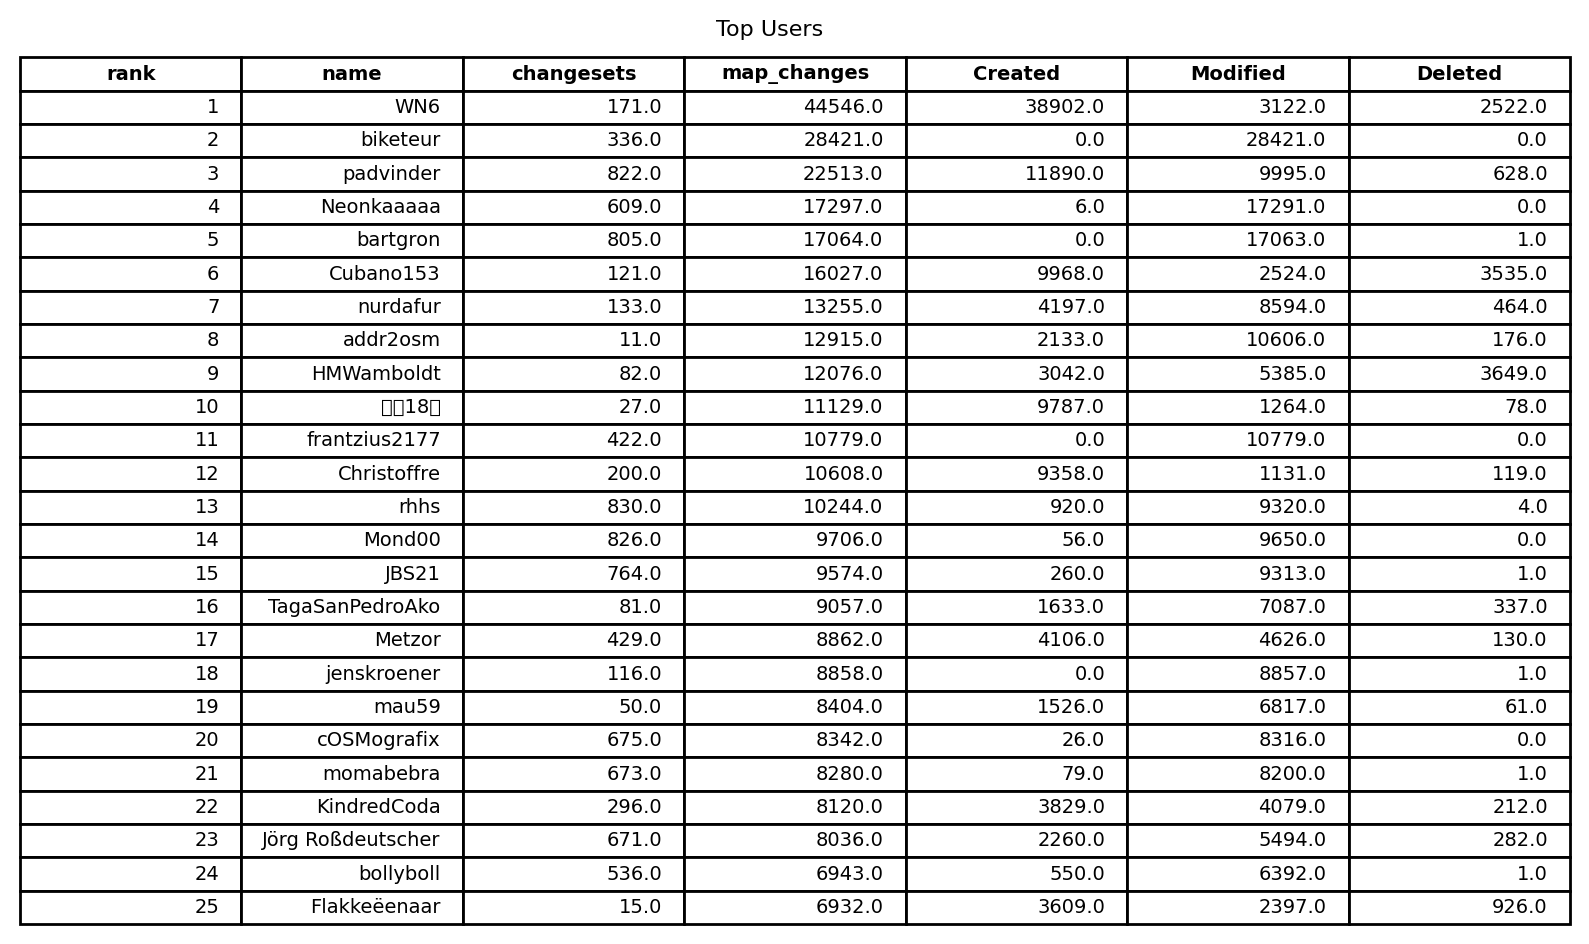 Top Users
rank name changesets map_changes Created Modified Deleted
1 WN6 171.0 44546.0 38902.0 3122.0 2522.0
2 biketeur 336.0 28421.0 0.0 28421.0 0.0
3 padvinder 822.0 22513.0 11890.0 9995.0 628.0
4 Neonkaaaaa 609.0 17297.0 6.0 17291.0 0.0
5 bartgron 805.0 17064.0 0.0 17063.0 1.0
6 Cubano153 121.0 16027.0 9968.0 2524.0 3535.0
7 nurdafur 133.0 13255.0 4197.0 8594.0 464.0
8 addr2osm 11.0 12915.0 2133.0 10606.0 176.0
9 HMWamboldt 82.0 12076.0 3042.0 5385.0 3649.0
10 18 27.0 11129.0 9787.0 1264.0 78.0
11 frantzius2177 422.0 10779.0 0.0 10779.0 0.0
12 Christoffre 200.0 10608.0 9358.0 1131.0 119.0
13 rhhs 830.0 10244.0 920.0 9320.0 4.0
14 Mond00 826.0 9706.0 56.0 9650.0 0.0
15 JBS21 764.0 9574.0 260.0 9313.0 1.0
16 TagaSanPedroAko 81.0 9057.0 1633.0 7087.0 337.0
17 Metzor 429.0 8862.0 4106.0 4626.0 130.0
18 jenskroener 116.0 8858.0 0.0 8857.0 1.0
19 mau59 50.0 8404.0 1526.0 6817.0 61.0
20 cOSMografix 675.0 8342.0 26.0 8316.0 0.0
21 momabebra 673.0 8280.0 79.0 8200.0 1.0
22 KindredCoda 296.0 8120.0 3829.0 4079.0 212.0
23 Jörg Roßdeutscher 671.0 8036.0 2260.0 5494.0 282.0
24 bollyboll 536.0 6943.0 550.0 6392.0 1.0
25 Flakkeëenaar 15.0 6932.0 3609.0 2397.0 926.0